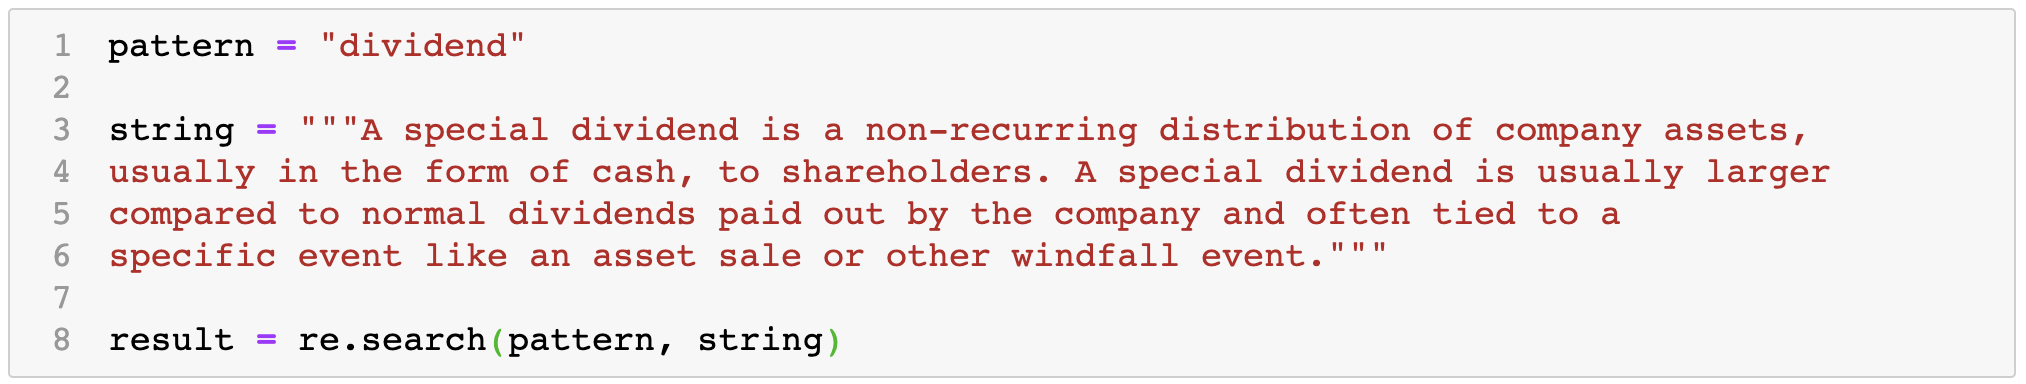 1 pattern = "dividend"
2
3 string = """A special dividend is a non-recurring distribution of company assets,
4 usually in the form of cash, to shareholders. A special dividend is usually larger
5 compared to normal dividends paid out by the company and often tied to a
6 specific event like an asset sale or other windfall event."""
7
8 result = re.search(pattern, string)